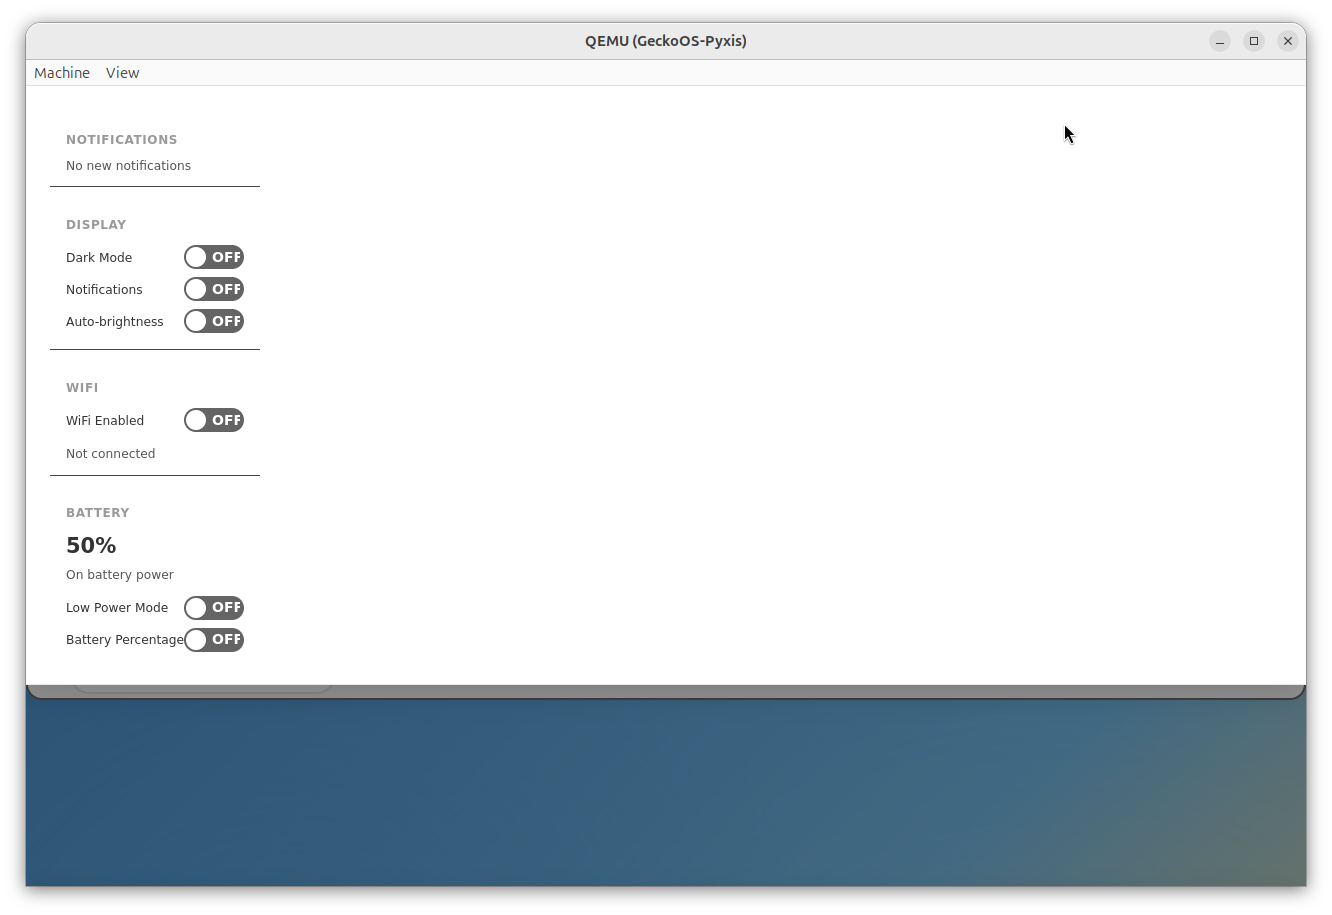 QEMU (GeckoOS-Pyxis)
Machine View
NOTIFICATIONS
No new notifications
DISPLAY
Dark Mode OFF
Notifications OFF
Auto-brightness OFF
WIFI
WiFi Enabled OFF
Not connected
BATTERY
50%
On battery power
Low Power Mode OFF
Battery Percentage OFF